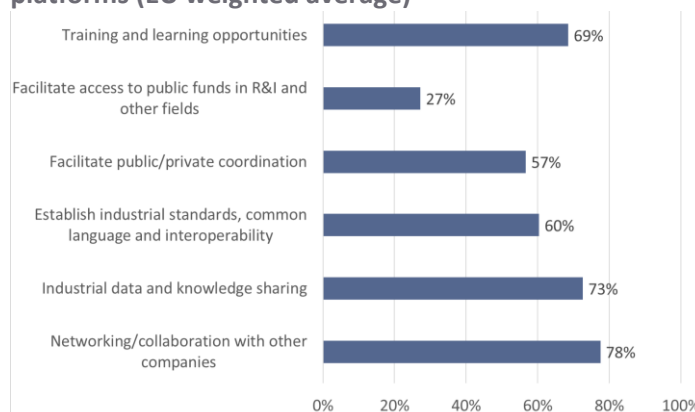 platforms (EU weighted average)
Training and learning opportunities
69%
Facilitate access to public funds in R&I and
other fields
27%
Facilitate public/private coordination
57%
Establish industrial standards, common
language and interoperability
60%
Industrial data and knowledge sharing
73%
Networking/collaboration with other
companies
78%
0% 20% 40% 60% 80% 100%